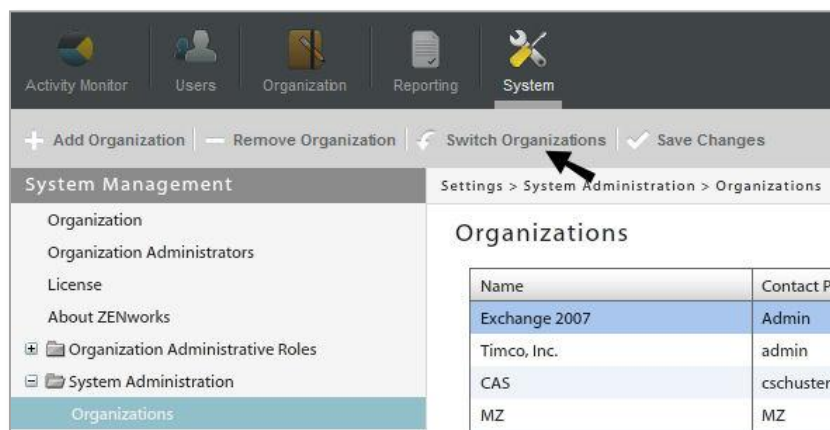 Activity Monitor Users Organization Reporting System
Add Organization Remove Organization Switch Organizations Save Changes
System Management
Organization
Organization Administrators
License
About ZENworks
Organization Administrative Roles
System Administration
Organizations
Settings > System Administration > Organizations
Organizations
Name Contact P
Exchange 2007 Admin
Timco, Inc. admin
CAS cschuster
MZ MZ